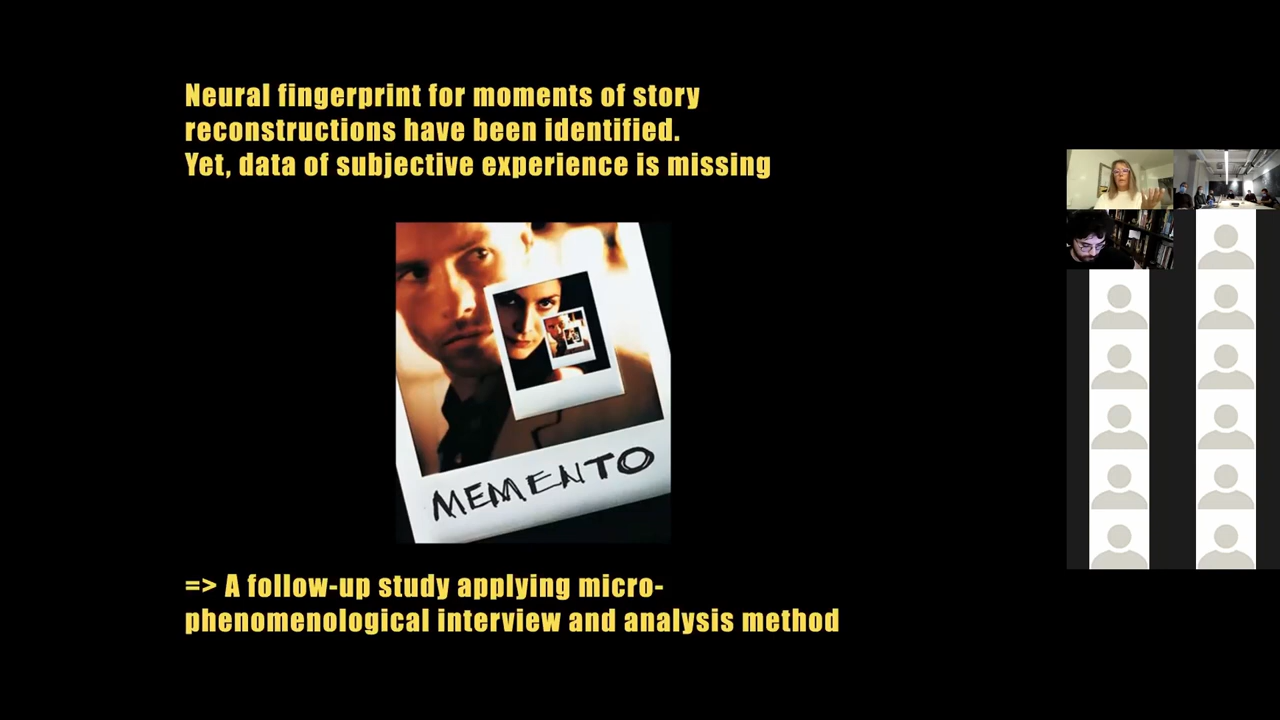 Neural fingerprint for moments of story
reconstructions have been identified.
Yet, data of subjective experience is missing
MEMENTO
=> A follow-up study applying micro-
phenomenological interview and analysis method